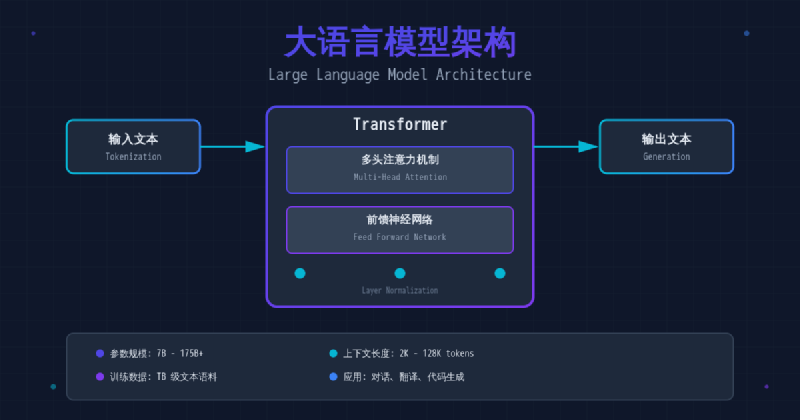 大语言模型架构
Large Language Model Architecture
Transformer
输入文本
Tokenization
多头注意力机制
Multi-Head Attention
前馈神经网络
Feed Forward Network
Layer Normalization
输出文本
Generation
参数规模: 7B - 175B+
上下文长度: 2K - 128K tokens
训练数据: TB 级文本语料
应用: 对话、翻译、代码生成